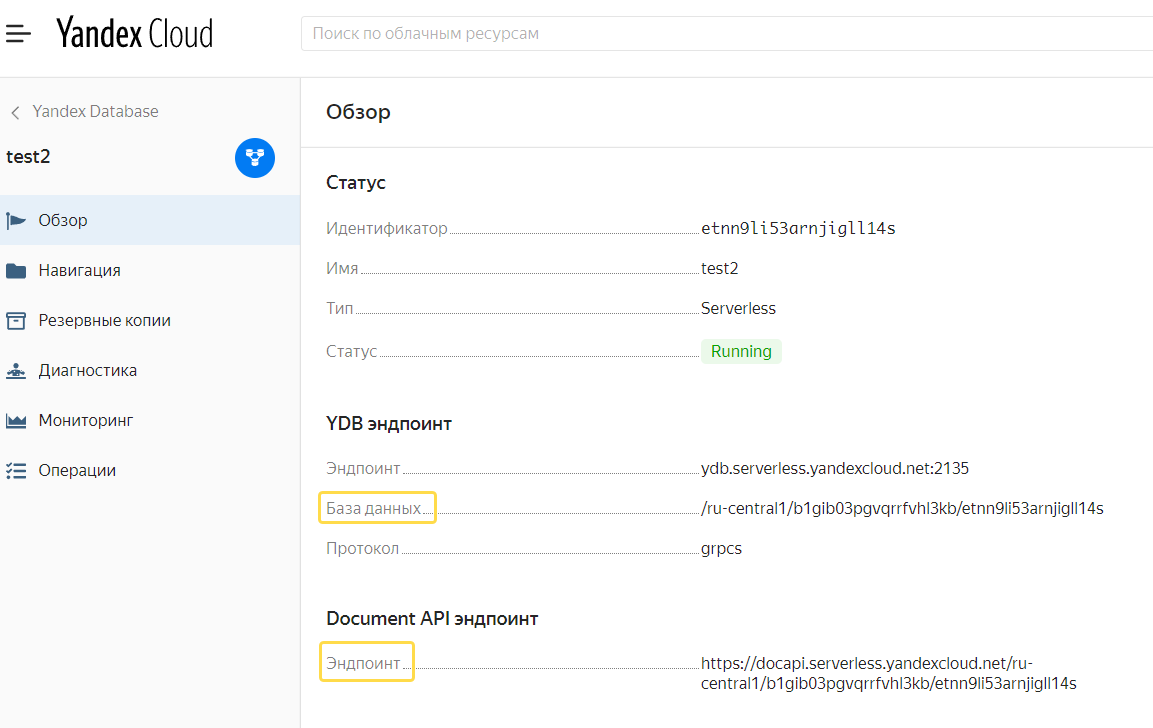 Yandex Cloud
Поиск по облачным ресурсам
Yandex Database
test2
Обзор
Навигация
Резервные копии
Диагностика
Мониторинг
Операции
Обзор
Статус
Идентификатор etnn9li53arnjigll14s
Имя test2
Тип Serverless
Статус Running
YDB эндпоинт
Эндпоинт ydb.serverless.yandexcloud.net:2135
База данных /ru-central1/b1gib03pgvqrrfvhl3kb/etnn9li53arnjigll14s
Протокол grpcs
Document API эндпоинт
Эндпоинт https://docapi.serverless.yandexcloud.net/ru-
central1/b1gib03pgvqrrfvhl3kb/etnn9li53arnjigll14s